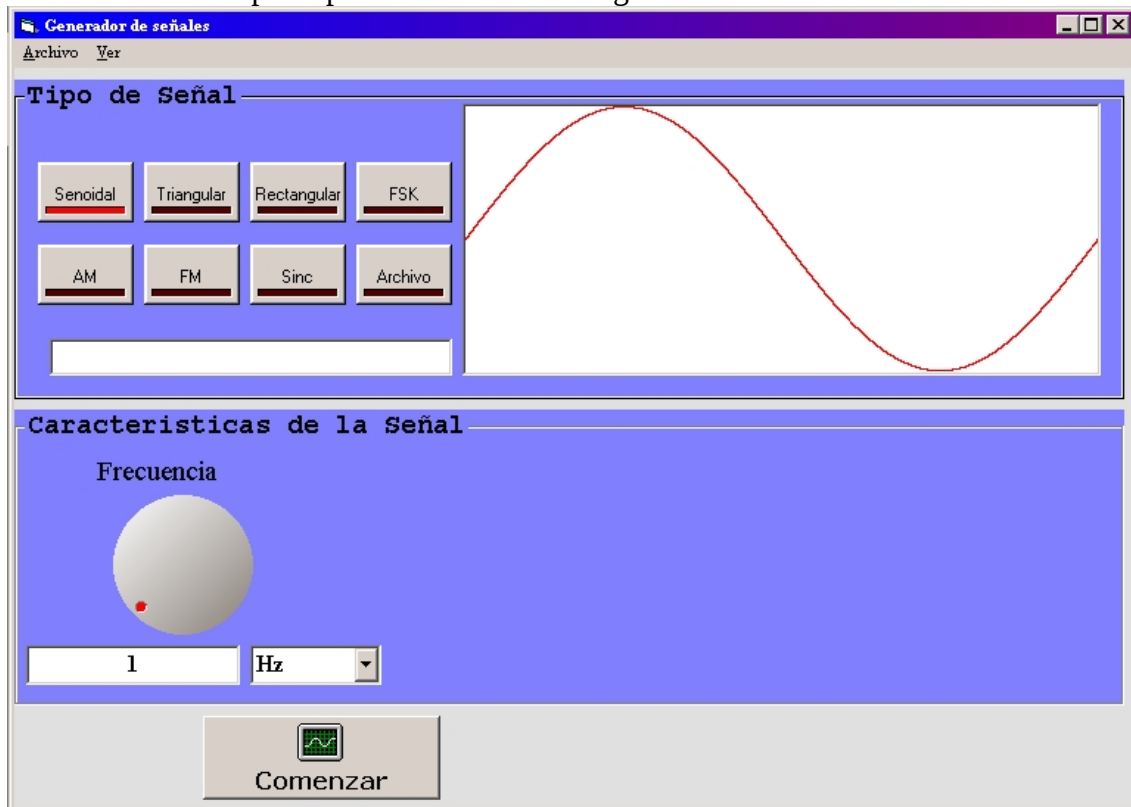 Generador de señales
Archivo Ver
Tipo de Señal
Senoidal Triangular Rectangular FSK
AM FM Sinc Archivo
Caracteristicas de la Señal
Frecuencia
1 Hz
Comenzar